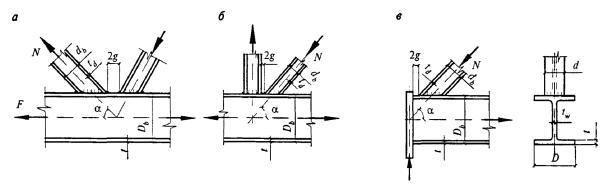 а
N
d_b
t_d
2g
F
α
D_b
t
б
2g
N
d_b
t_d
α
D_b
t
в
2g
N
t_d
d_b
α
D_b
t
d
t_w
t
D